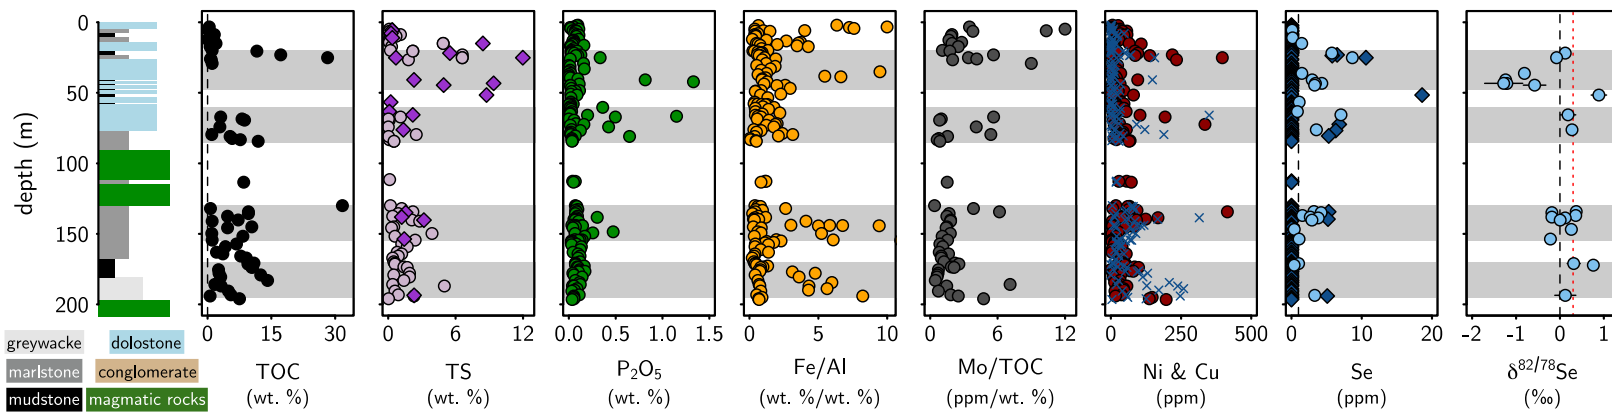 depth (m)
0
50
100
150
200
0 15 30
0 6 12
0.0 0.5 1.0 1.5
0 5 10
0 6 12
0 250 500
0 10 20
-2 -1 0 1
greywacke dolostone
marlstone conglomerate
mudstone magmatic rocks
TOC
(wt. %)
TS
(wt. %)
P₂O₅
(wt. %)
Fe/Al
(wt. %/wt. %)
Mo/TOC
(ppm/wt. %)
Ni & Cu
(ppm)
Se
(ppm)
δ⁸²/⁷⁸Se
(‰)